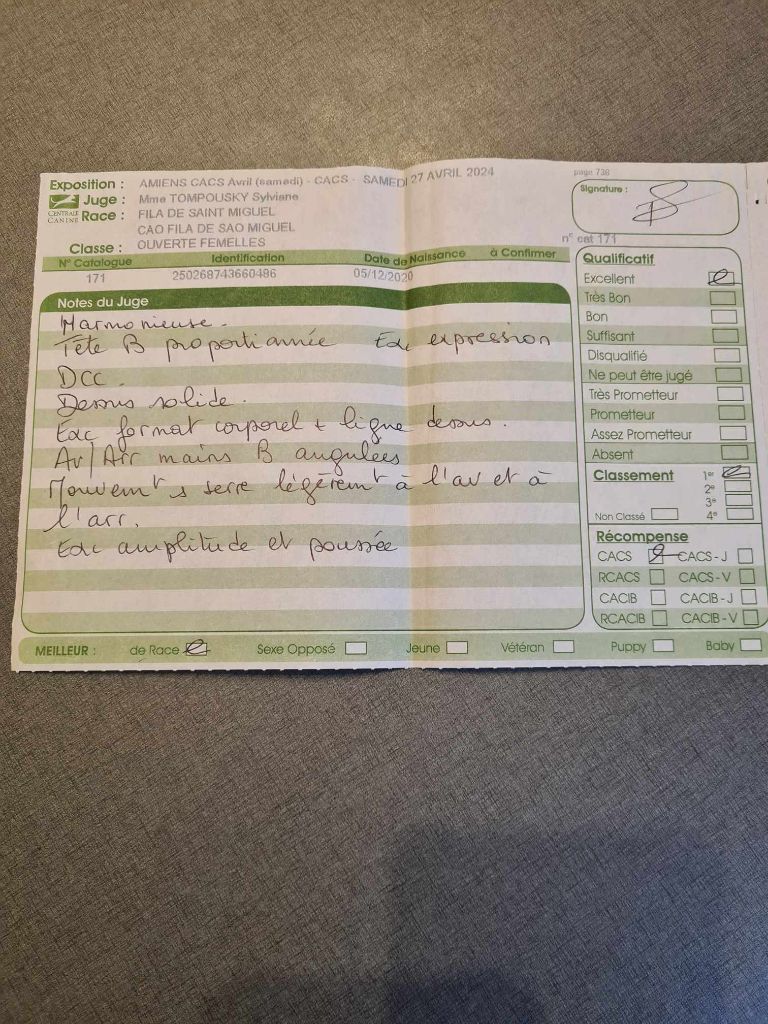 page 736
Exposition : AMIENS CACS Avril (samedi) - CACS - SAMEDI 27 AVRIL 2024
Juge : Mme TOMPOUSKY Sylviane
CENTRALE CANINE
Race : FILA DE SAINT MIGUEL
CAO FILA DE SAO MIGUEL
Classe : OUVERTE FEMELLES
Signature :
n° cat 171
N° Catalogue Identification Date de Naissance à Confirmer
171 250268743660486 05/12/2020
Notes du Juge
Harmonieuse.
Tête B proportionnée Exc expression
DCC.
Dessus solide.
Exc format corporel + ligne dessus.
Av/Arr mains B angulées
Mouvemt s serre légèremt à l'av et à
l'arr.
Exc amplitude et poussée
Qualificatif
Excellent
Très Bon
Bon
Suffisant
Disqualifié
Ne peut être jugé
Très Prometteur
Prometteur
Assez Prometteur
Absent
Classement 1er
2e
3e
Non Classé 4e
Récompense
CACS CACS - J
RCACS CACS - V
CACIB CACIB - J
RCACIB CACIB - V
MEILLEUR : de Race Sexe Opposé Jeune Vétéran Puppy Baby